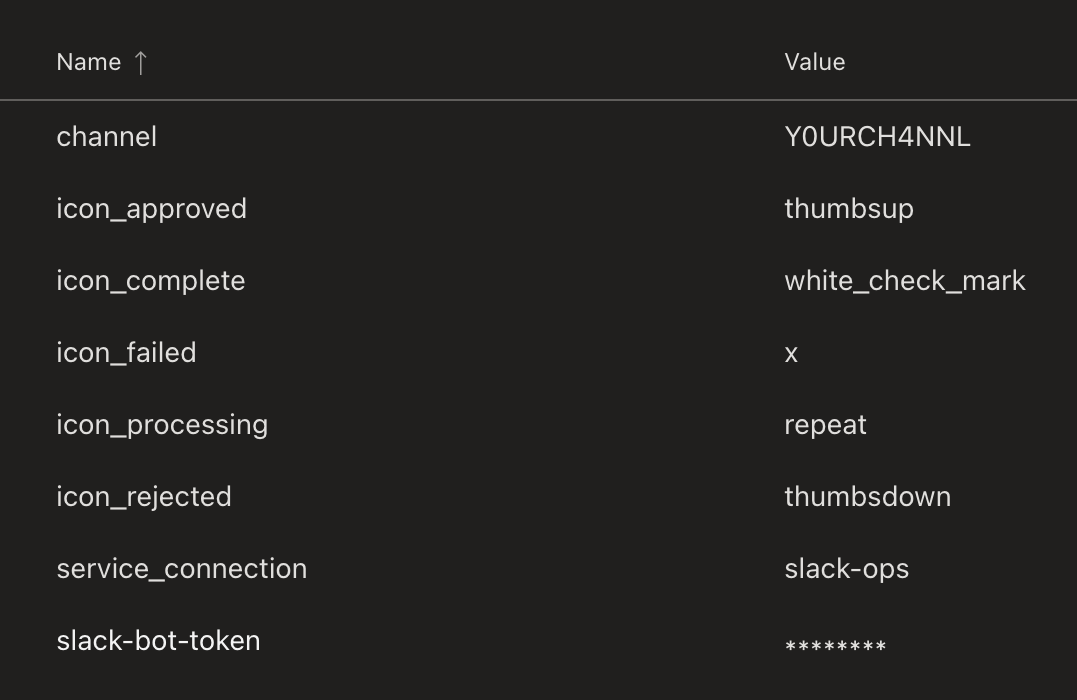 Name ↑ Value
channel Y0URCH4NNL
icon_approved thumbsup
icon_complete white_check_mark
icon_failed x
icon_processing repeat
icon_rejected thumbsdown
service_connection slack-ops
slack-bot-token ********